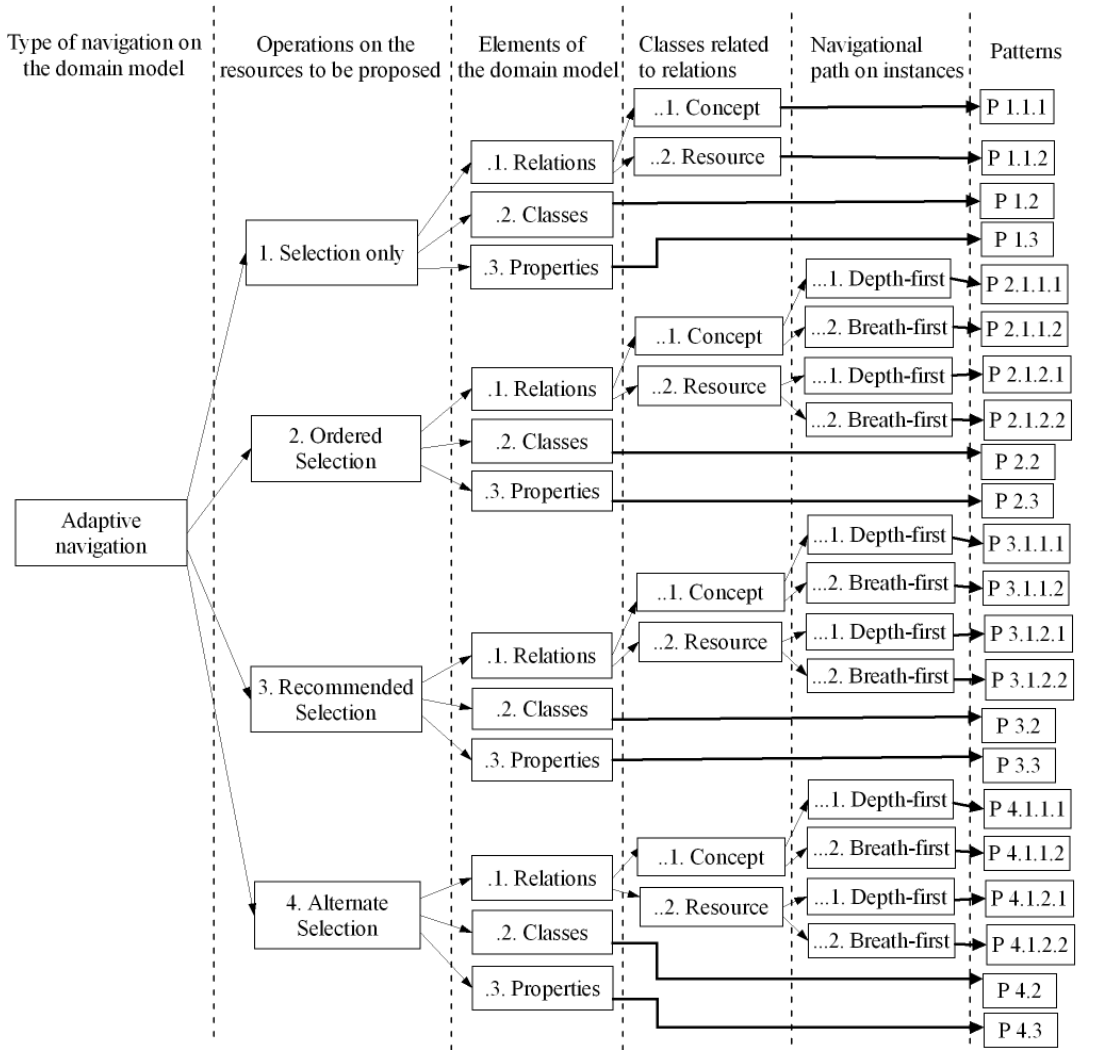 Type of navigation on
the domain model
Operations on the
resources to be proposed
Elements of
the domain model
Classes related
to relations
Navigational
path on instances
Patterns
..1. Concept
P 1.1.1
.1. Relations
..2. Resource
P 1.1.2
.2. Classes
P 1.2
1. Selection only
.3. Properties
P 1.3
...1. Depth-first
P 2.1.1.1
..1. Concept
...2. Breath-first
P 2.1.1.2
.1. Relations
..2. Resource
...1. Depth-first
P 2.1.2.1
...2. Breath-first
P 2.1.2.2
2. Ordered
Selection
.2. Classes
P 2.2
.3. Properties
P 2.3
Adaptive
navigation
...1. Depth-first
P 3.1.1.1
..1. Concept
...2. Breath-first
P 3.1.1.2
.1. Relations
..2. Resource
...1. Depth-first
P 3.1.2.1
...2. Breath-first
P 3.1.2.2
3. Recommended
Selection
.2. Classes
P 3.2
.3. Properties
P 3.3
...1. Depth-first
P 4.1.1.1
..1. Concept
...2. Breath-first
P 4.1.1.2
.1. Relations
..2. Resource
...1. Depth-first
P 4.1.2.1
...2. Breath-first
P 4.1.2.2
4. Alternate
Selection
.2. Classes
P 4.2
.3. Properties
P 4.3